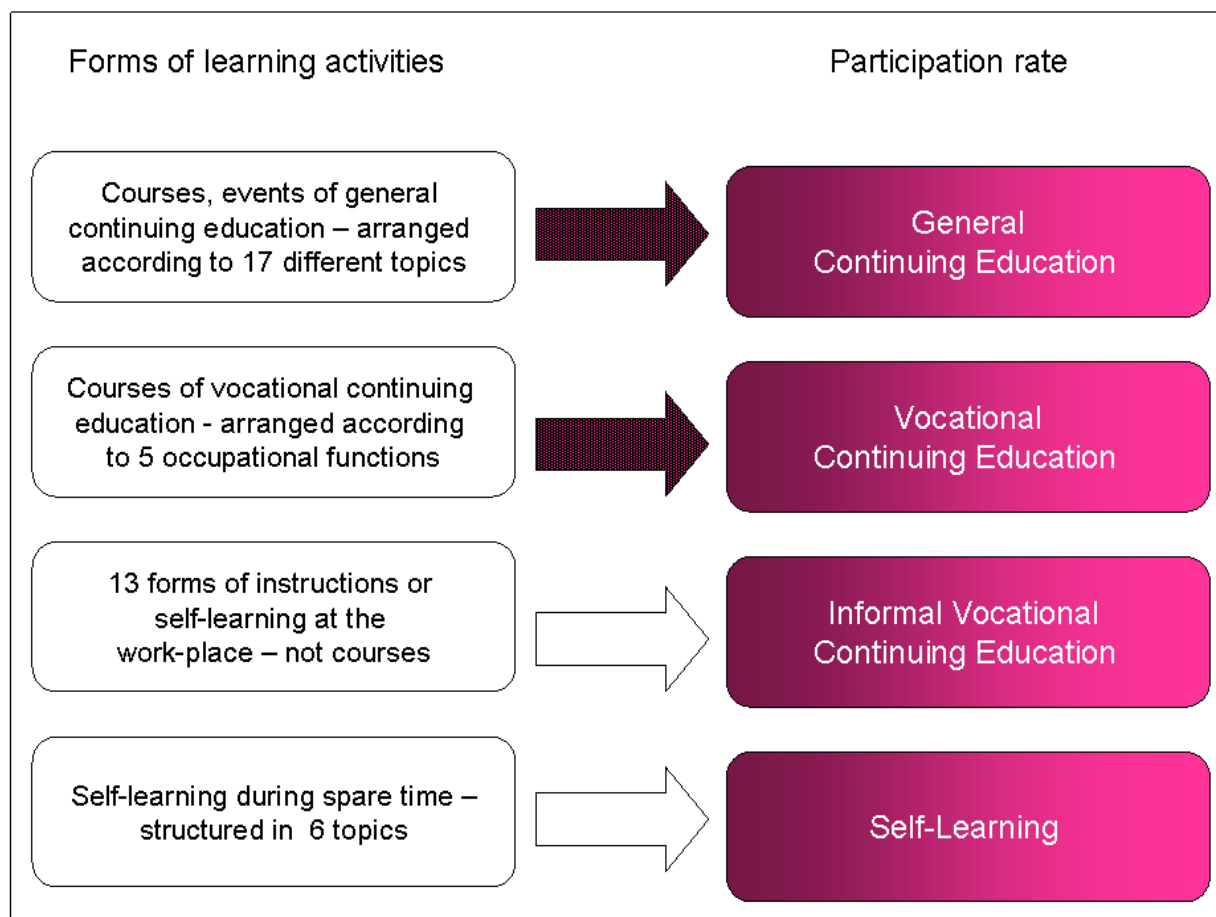 Forms of learning activities
Participation rate
Courses, events of general
continuing education – arranged
according to 17 different topics
General
Continuing Education
Courses of vocational continuing
education - arranged according
to 5 occupational functions
Vocational
Continuing Education
13 forms of instructions or
self-learning at the
work-place – not courses
Informal Vocational
Continuing Education
Self-learning during spare time –
structured in 6 topics
Self-Learning